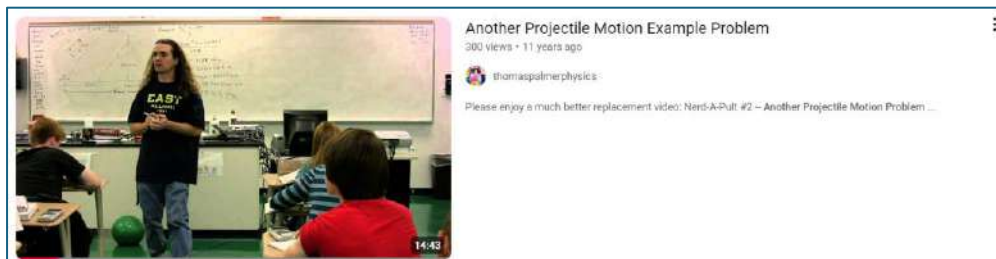 Another Projectile Motion Example Problem
300 views • 11 years ago
thomaspalmerphysics
Please enjoy a much better replacement video: Nerd-A-Pult #2 – Another Projectile Motion Problem ...
EAST
14:43